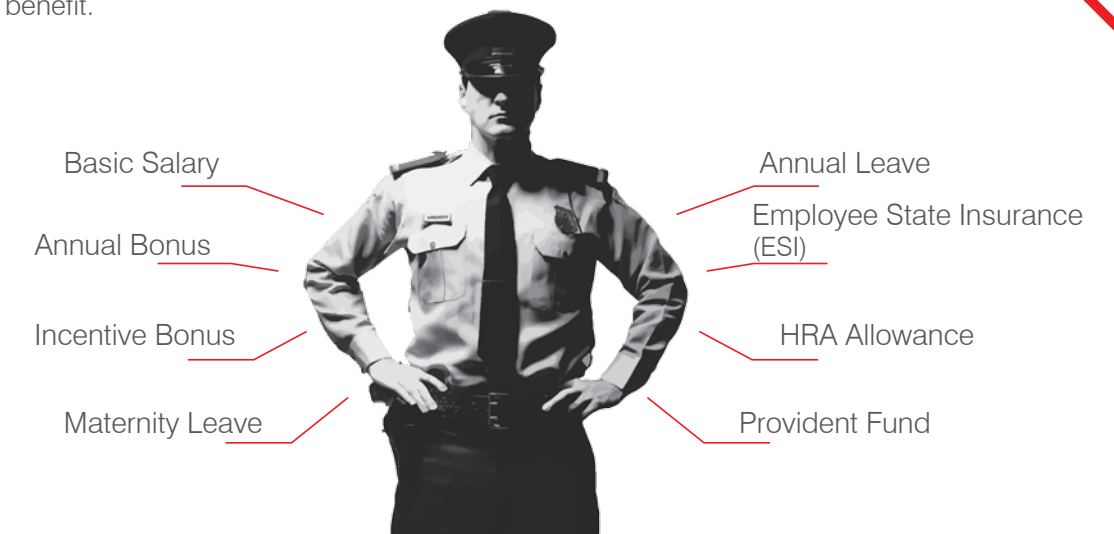 benefit.
Basic Salary
Annual Leave
Employee State Insurance
(ESI)
Annual Bonus
Incentive Bonus
HRA Allowance
Maternity Leave
Provident Fund